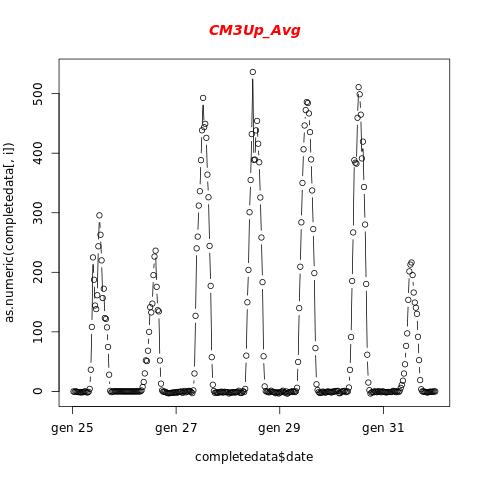 CM3Up_Avg
as.numeric(completedata[, i])
500
400
300
200
100
0
gen 25
gen 27
gen 29
gen 31
completedata$date